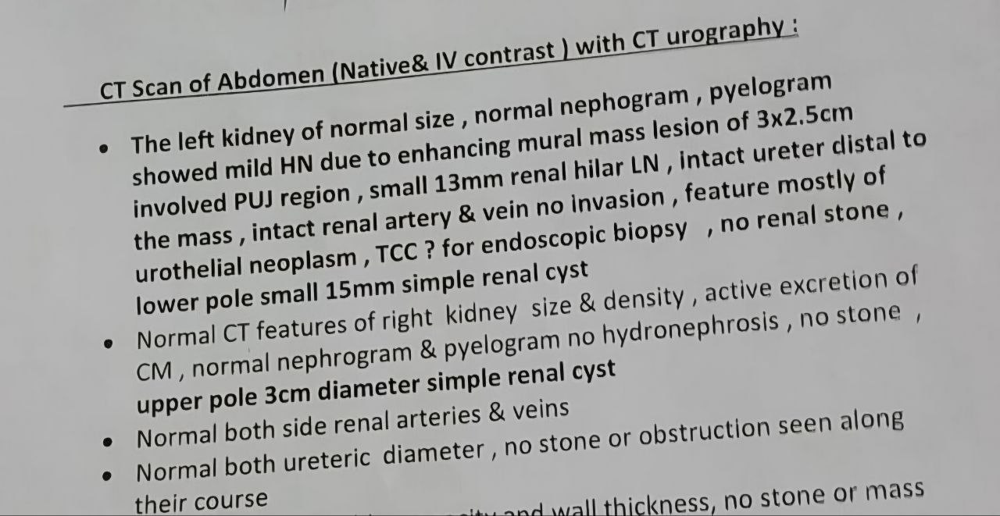 CT Scan of Abdomen (Native& IV contrast ) with CT urography :
• The left kidney of normal size , normal nephogram , pyelogram
showed mild HN due to enhancing mural mass lesion of 3x2.5cm
involved PUJ region , small 13mm renal hilar LN , intact ureter distal to
the mass , intact renal artery & vein no invasion , feature mostly of
urothelial neoplasm , TCC ? for endoscopic biopsy , no renal stone ,
lower pole small 15mm simple renal cyst
• Normal CT features of right kidney size & density , active excretion of
CM , normal nephrogram & pyelogram no hydronephrosis , no stone ,
upper pole 3cm diameter simple renal cyst
• Normal both side renal arteries & veins
• Normal both ureteric diameter , no stone or obstruction seen along
their course
and wall thickness, no stone or mass